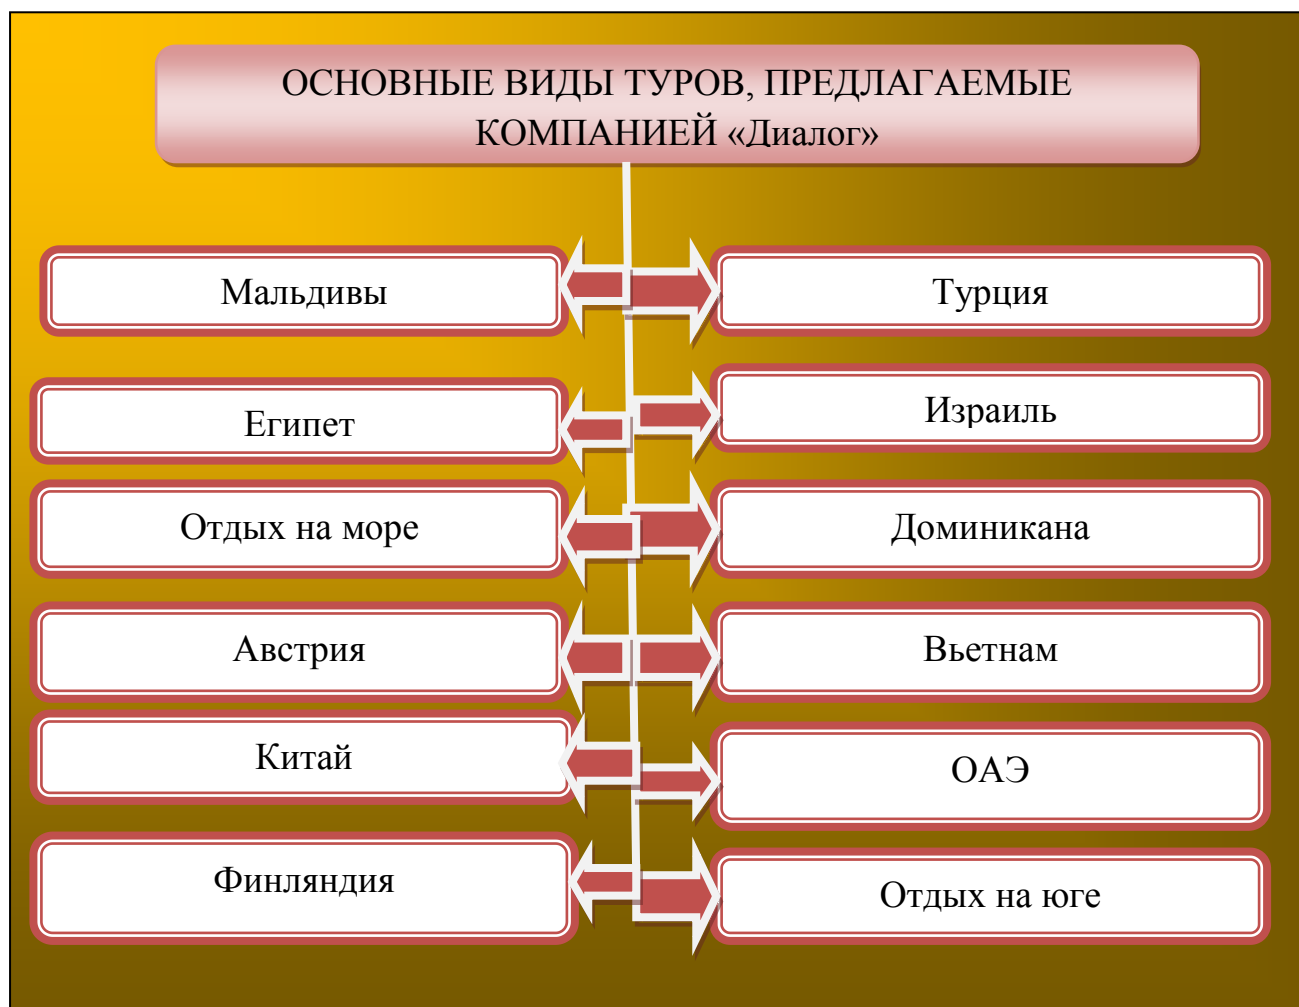 ОСНОВНЫЕ ВИДЫ ТУРОВ, ПРЕДЛАГАЕМЫЕ
КОМПАНИЕЙ «Диалог»
Мальдивы
Турция
Египет
Израиль
Отдых на море
Доминикана
Австрия
Вьетнам
Китай
ОАЭ
Финляндия
Отдых на юге